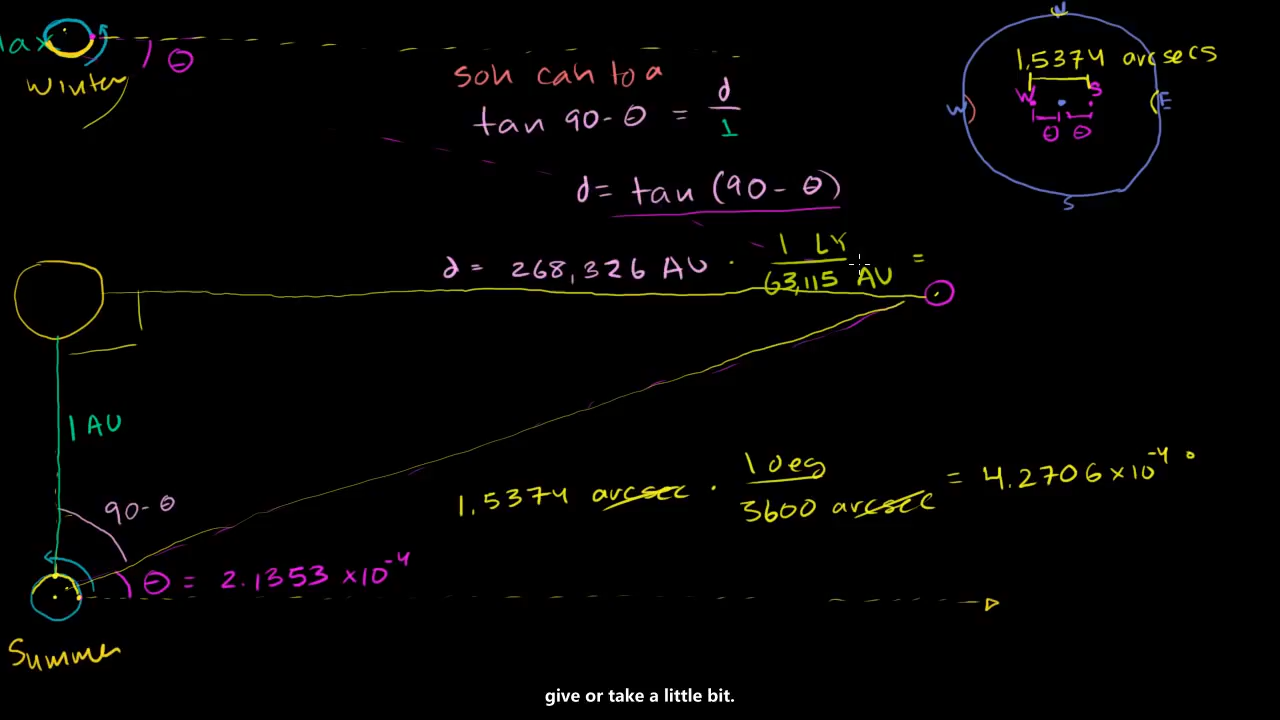 lax
Winter
θ
soh cah toa
tan 90-θ = d/1
d= tan (90-θ)
d = 268,326 AU · 1 LY/63,115 AU =
N
1.5374 arcsecs
W W S E
θ θ
S
1 AU
90-θ
1.5374 arcsec · 1 deg/3600 arcsec = 4.2706 ×10⁻⁴ °
θ = 2.1353 ×10⁻⁴
Summer
give or take a little bit.